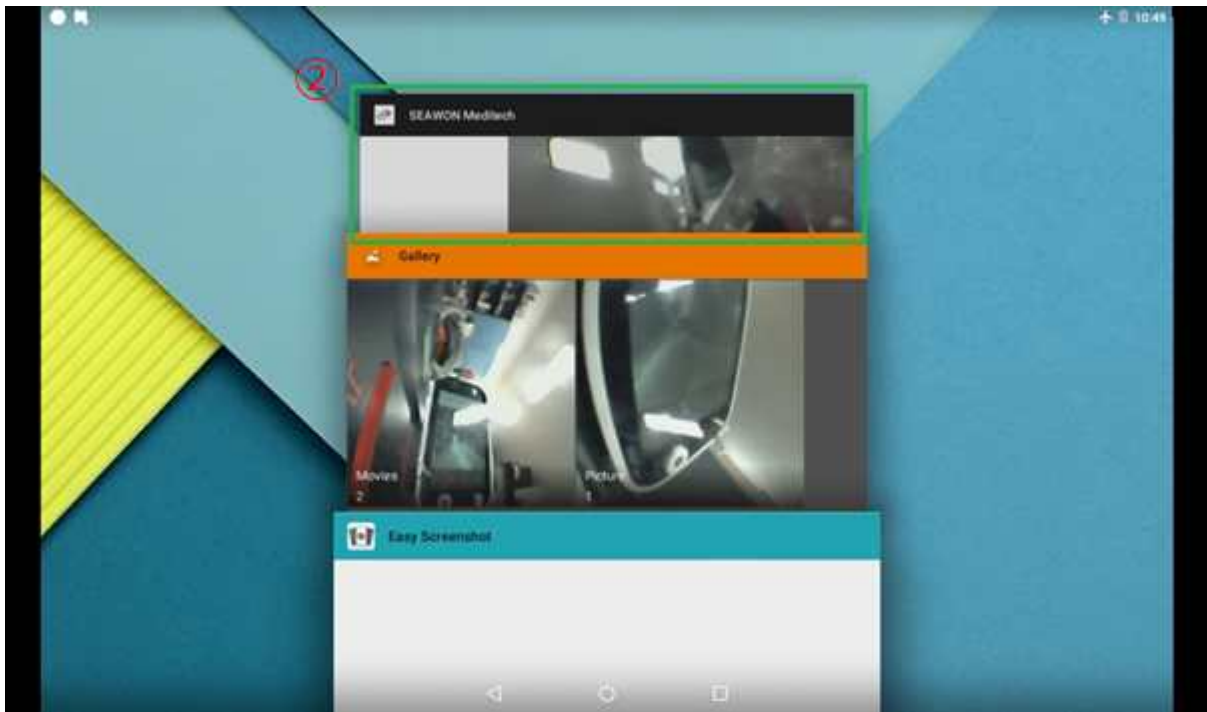 10:49
②
SEAWON Meditech
Gallery
Movies
2
Picture
1
Easy Screenshot